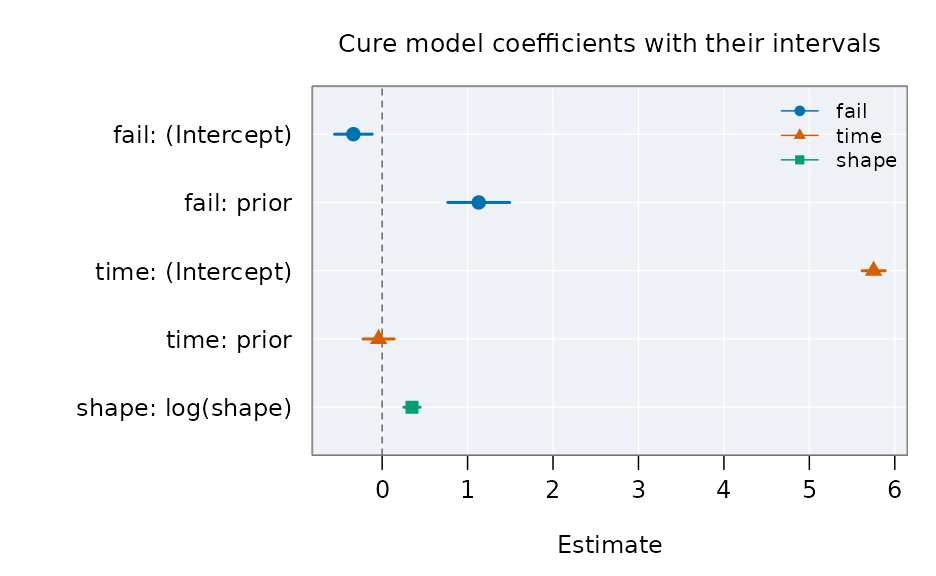 Cure model coefficients with their intervals
fail: (Intercept)
fail: prior
time: (Intercept)
time: prior
shape: log(shape)
fail
time
shape
0 1 2 3 4 5 6
Estimate